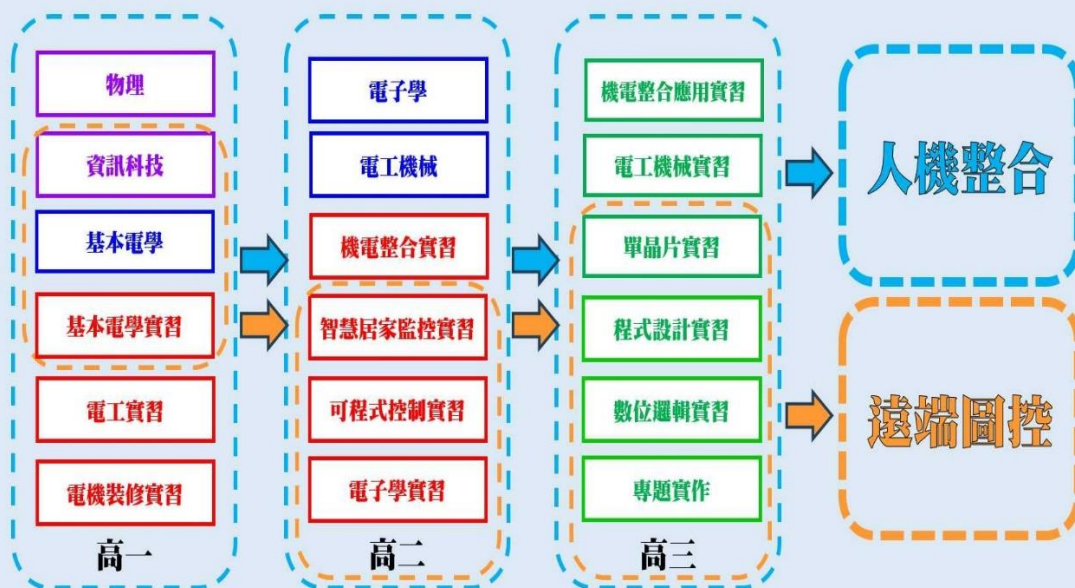 物理
資訊科技
基本電學
基本電學實習
電工實習
電機裝修實習
高一
電子學
電工機械
機電整合實習
智慧居家監控實習
可程式控制實習
電子學實習
高二
機電整合應用實習
電工機械實習
單晶片實習
程式設計實習
數位邏輯實習
專題實作
高三
人機整合
遠端圖控